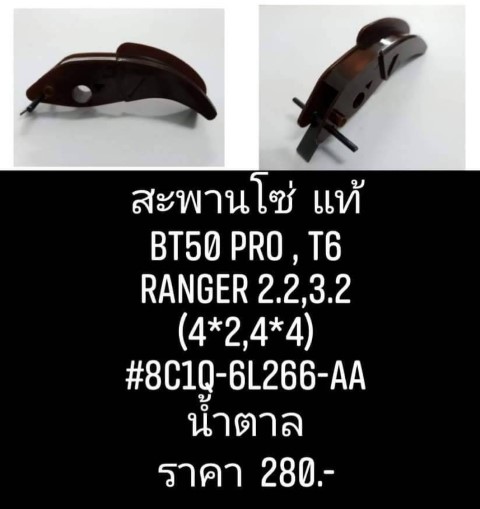 สะพานโซ่ แท้
BT50 PRO , T6
RANGER 2.2,3.2
(4*2,4*4)
#8C1Q-6L266-AA
น้ำตาล
ราคา 280.-